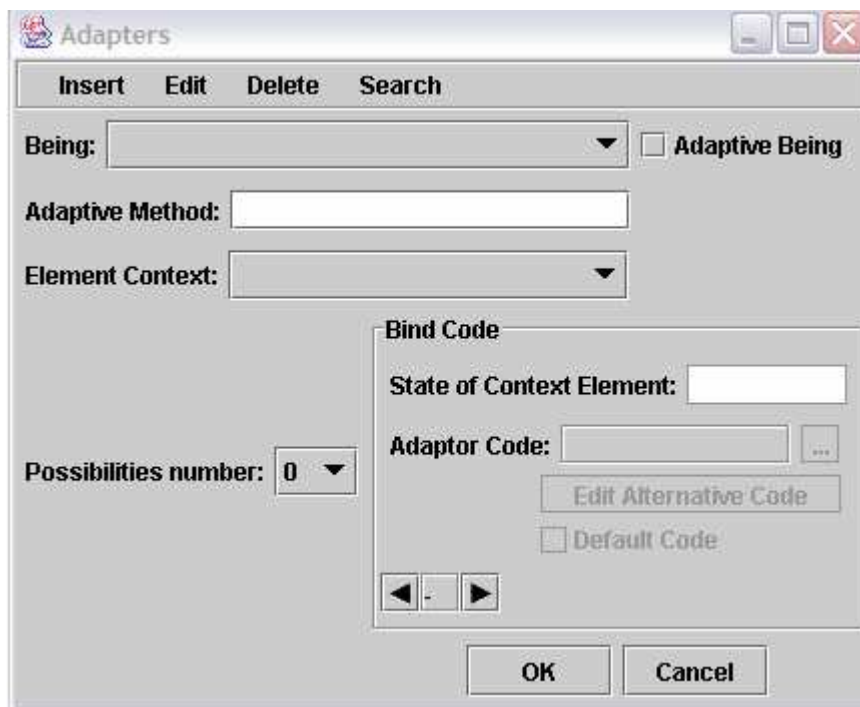 Adapters
Insert Edit Delete Search
Being: Adaptive Being
Adaptive Method:
Element Context:
Bind Code
State of Context Element:
Adaptor Code: ...
Possibilities number: 0
Edit Alternative Code
Default Code
-
OK Cancel